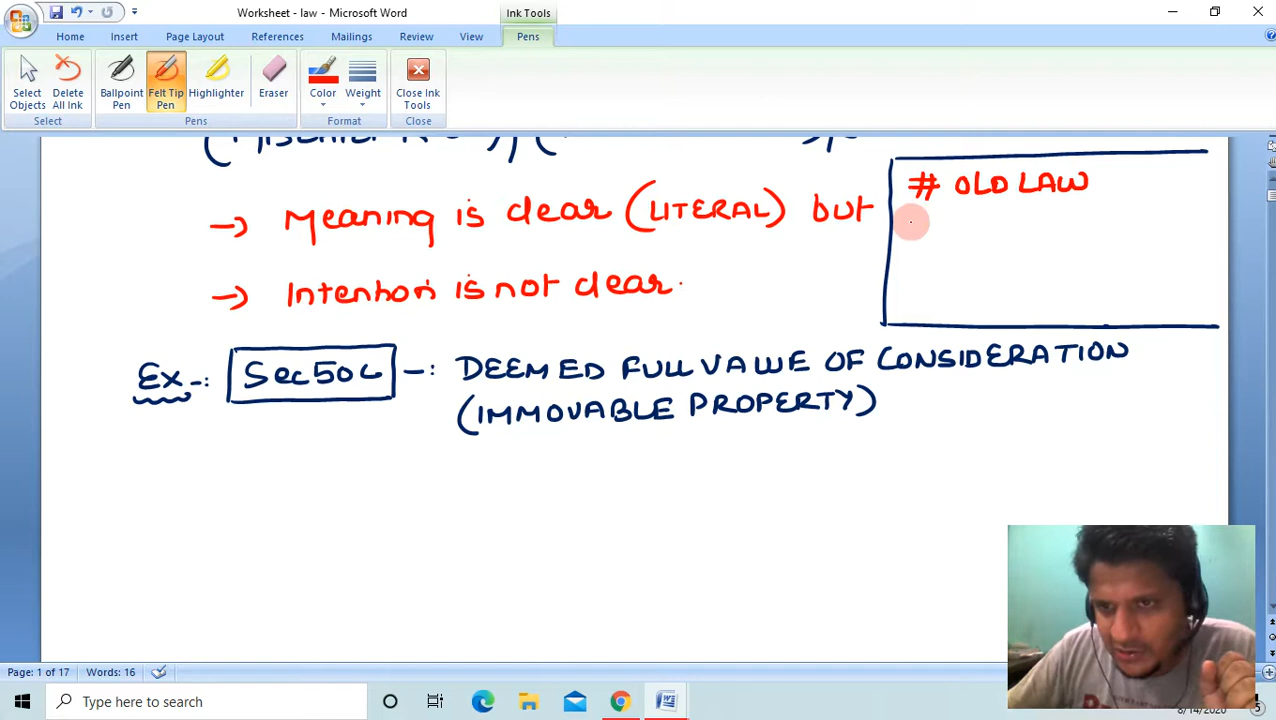 Worksheet - law - Microsoft Word
Ink Tools
Home Insert Page Layout References Mailings Review View Pens
Select Objects
Delete All Ink
Ballpoint Pen
Felt Tip Pen
Highlighter
Eraser
Color
Weight
Close Ink Tools
Select Pens Format Close
# OLD LAW
→ Meaning is clear (LITERAL) but
→ Intention is not clear.
Ex-: Sec 50C -: DEEMED FULL VALUE OF CONSIDERATION
(IMMOVABLE PROPERTY)
Page: 1 of 17 Words: 16
Type here to search
8/14/2020